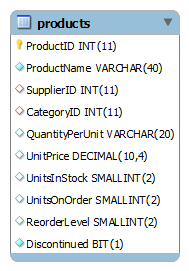 products
ProductID INT(11)
ProductName VARCHAR(40)
SupplierID INT(11)
CategoryID INT(11)
QuantityPerUnit VARCHAR(20)
UnitPrice DECIMAL(10,4)
UnitsInStock SMALLINT(2)
UnitsOnOrder SMALLINT(2)
ReorderLevel SMALLINT(2)
Discontinued BIT(1)